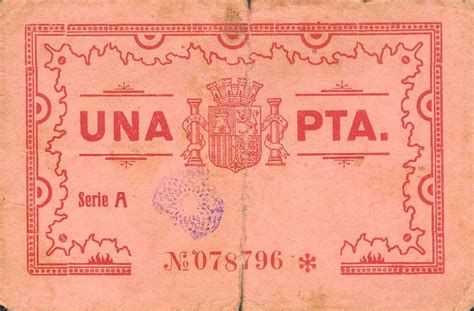 UNA PTA.
Serie A
№ 078796 *